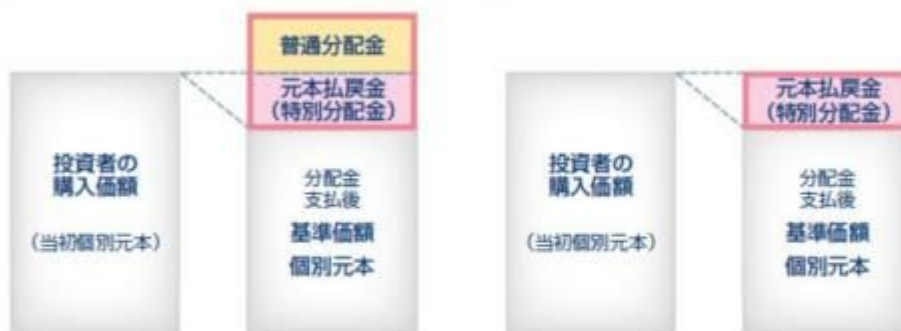 普通分配金
元本払戻金
(特別分配金)
投資者の
購入価額
(当初個別元本)
分配金
支払後
基準価額
個別元本
元本払戻金
(特別分配金)
投資者の
購入価額
(当初個別元本)
分配金
支払後
基準価額
個別元本